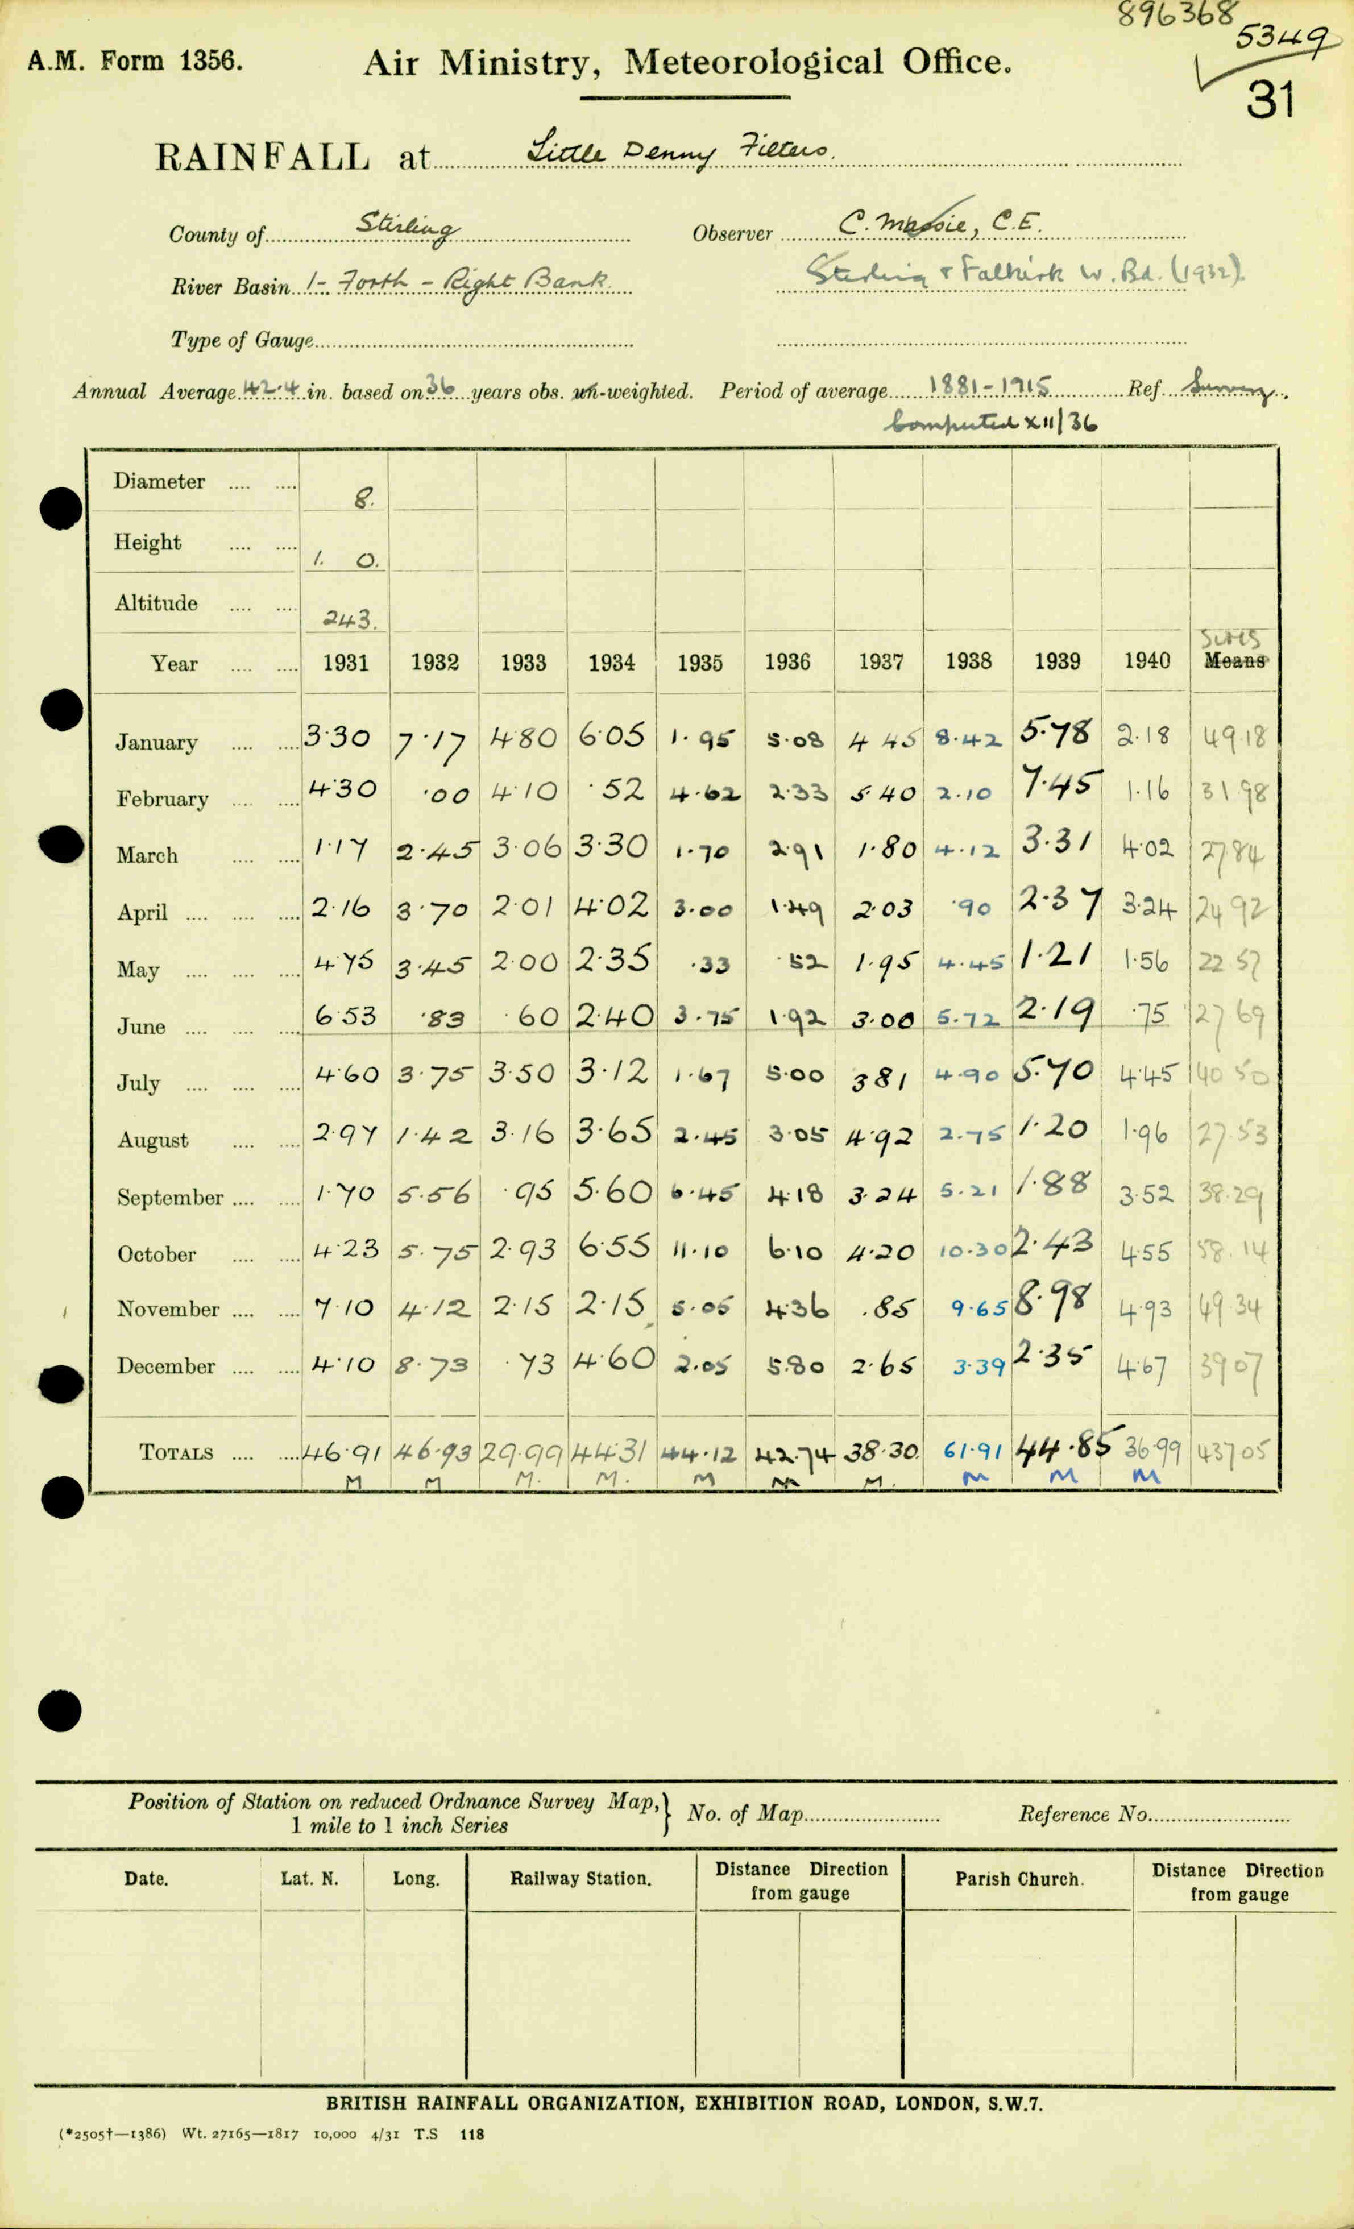 896368
5349
A.M. Form 1356. Air Ministry, Meteorological Office.
31
RAINFALL at Little Denny Filters.
County of Stirling Observer C. Massie, C.E.
River Basin 1- Forth - Right Bank. Stirling & Falkirk W. Bd. (1932).
Type of Gauge
Annual Average 42.4 in. based on 36 years obs. un-weighted. Period of average 1881-1915 Ref. Survey.
Computed XII/36
Diameter .... .... 8.
Height .... .... 1. 0.
Altitude .... .... 243.
Sums
Year .... .... 1931 1932 1933 1934 1935 1936 1937 1938 1939 1940 Means
January .... .... 3.30 7.17 4.80 6.05 1.95 5.08 4.45 8.42 5.78 2.18 49.18
February .... .... 4.30 .00 4.10 .52 4.62 2.33 5.40 2.10 7.45 1.16 31.98
March .... .... 1.17 2.45 3.06 3.30 1.70 2.91 1.80 4.12 3.31 4.02 27.84
April .... .... .... 2.16 3.70 2.01 4.02 3.00 1.49 2.03 .90 2.37 3.24 24.92
May .... .... .... 4.75 3.45 2.00 2.35 .33 .52 1.95 4.45 1.21 1.56 22.57
June .... .... .... 6.53 .83 .60 2.40 3.75 1.92 3.00 5.72 2.19 .75 27.69
July .... .... .... 4.60 3.75 3.50 3.12 1.67 5.00 3.81 4.90 5.70 4.45 40.50
August .... .... 2.97 1.42 3.16 3.65 2.45 3.05 4.92 2.75 1.20 1.96 27.53
September .... .... 1.70 5.56 .95 5.60 6.45 4.18 3.24 5.21 1.88 3.52 38.29
October .... .... 4.23 5.75 2.93 6.55 11.10 6.10 4.20 10.30 2.43 4.55 58.14
November .... .... 7.10 4.12 2.15 2.15 5.05 4.36 .85 9.65 8.98 4.93 49.34
December .... .... 4.10 8.73 .73 4.60 2.05 5.80 2.65 3.39 2.35 4.67 39.07
TOTALS .... .... 46.91 46.93 29.99 44.31 44.12 42.74 38.30 61.91 44.85 36.99 437.05
M M M. M. M M M. M M M
Position of Station on reduced Ordnance Survey Map,} No. of Map Reference No.
1 mile to 1 inch Series
Date. Lat. N. Long. Railway Station. Distance Direction from gauge Parish Church. Distance Direction from gauge
BRITISH RAINFALL ORGANIZATION, EXHIBITION ROAD, LONDON, S.W.7.
(*2505†—1386) Wt. 27165—1817 10,000 4/31 T.S 118